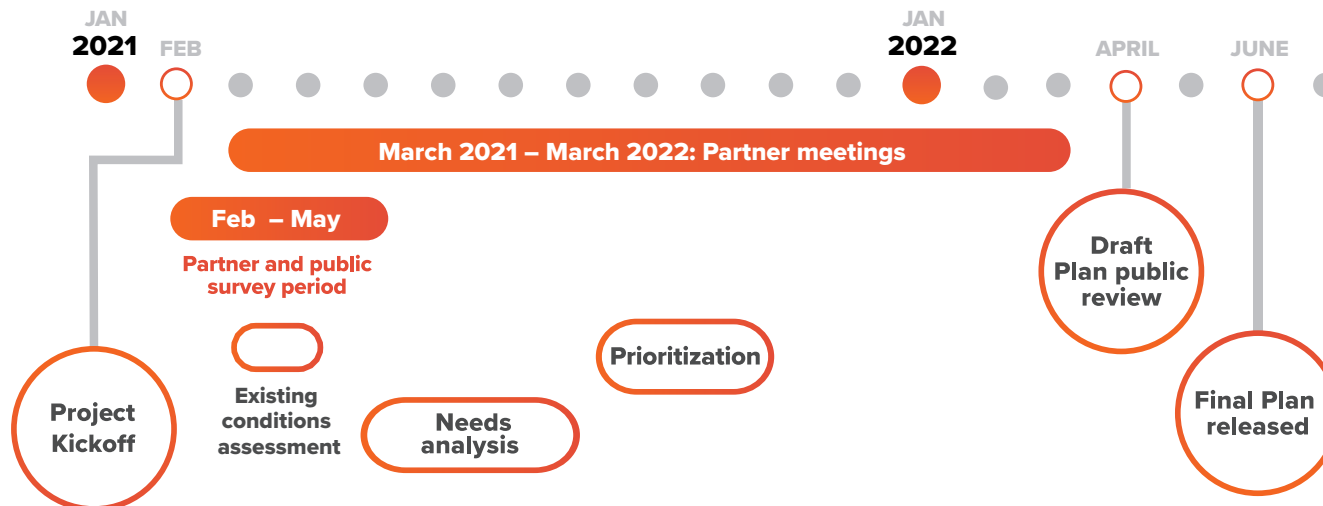 JAN
2021
FEB
JAN
2022
APRIL
JUNE
March 2021 – March 2022: Partner meetings
Feb – May
Partner and public
survey period
Existing
conditions
assessment
Project
Kickoff
Needs
analysis
Prioritization
Draft
Plan public
review
Final Plan
released